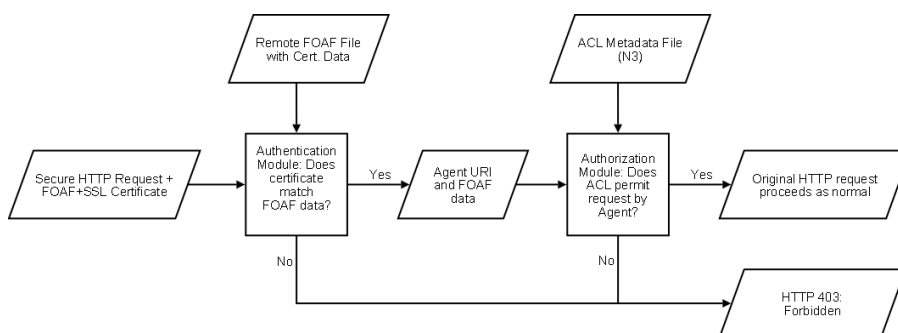 Remote FOAF File
with Cert. Data
ACL Metadata File
(N3)
Secure HTTP Request +
FOAF+SSL Certificate
Authentication
Module: Does
certificate
match
FOAF data?
Yes
Agent URI
and FOAF
data
Authorization
Module: Does
ACL permit
request by
Agent?
Yes
Original HTTP request
proceeds as normal
No
No
HTTP 403:
Forbidden